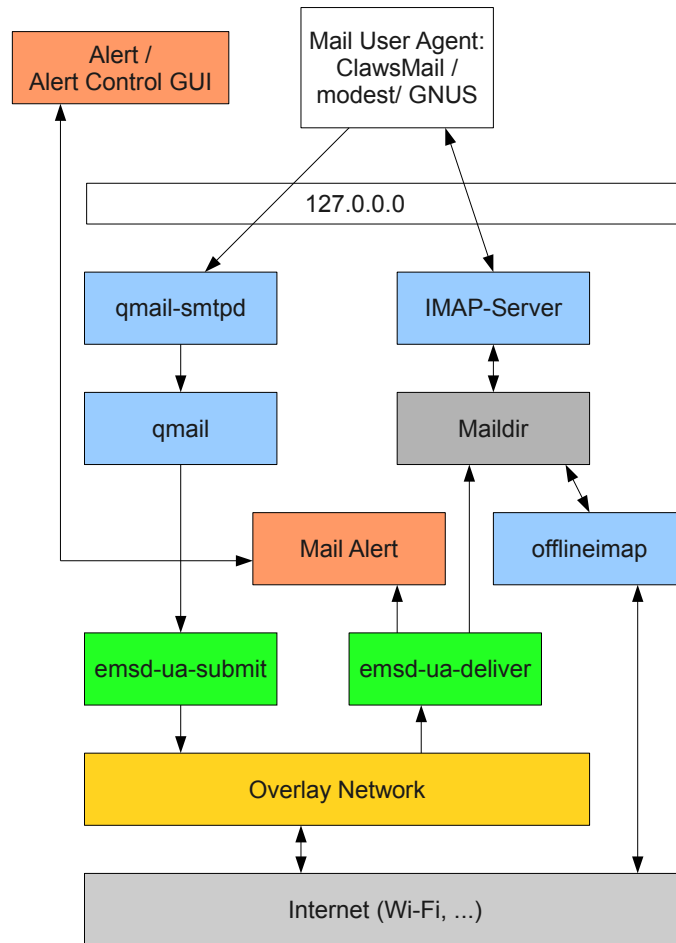 Alert /
Alert Control GUI
Mail User Agent:
ClawsMail /
modest/ GNUS
127.0.0.0
qmail-smtpd
IMAP-Server
qmail
Maildir
Mail Alert
offlineimap
emsd-ua-submit
emsd-ua-deliver
Overlay Network
Internet (Wi-Fi, ...)